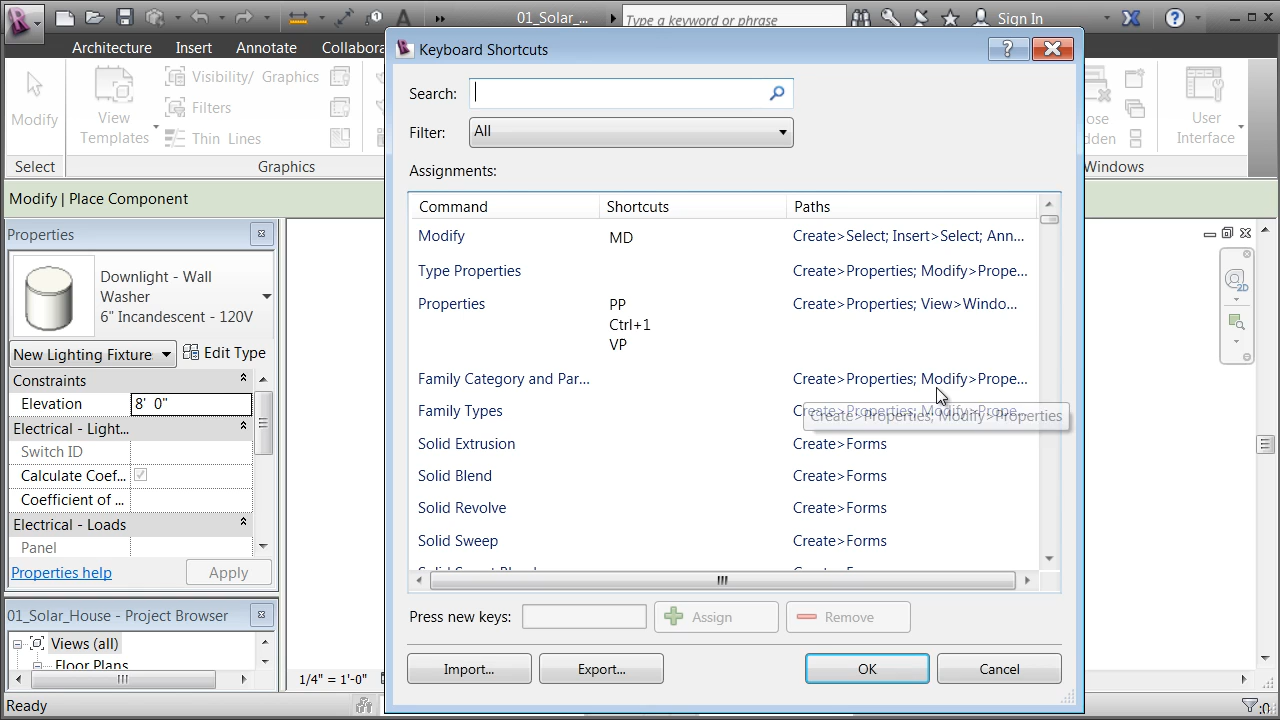 01_Solar_...
Type a keyword or phrase
Sign In
Architecture
Insert
Annotate
Collabora
Keyboard Shortcuts
Modify
View
Templates
Visibility/ Graphics
Filters
Thin Lines
User
Interface
Select
Graphics
Windows
Search:
Filter:
All
Assignments:
Modify | Place Component
Properties
Downlight - Wall
Washer
6" Incandescent - 120V
New Lighting Fixture
Edit Type
Constraints
Elevation
8' 0"
Electrical - Light...
Switch ID
Calculate Coef...
Coefficient of ...
Electrical - Loads
Panel
Properties help
Apply
Command
Shortcuts
Paths
Modify
MD
Create>Select; Insert>Select; Ann...
Type Properties
Create>Properties; Modify>Prope...
Properties
PP
Create>Properties; View>Windo...
Ctrl+1
VP
Family Category and Par...
Create>Properties; Modify>Prope...
Family Types
Create>Properties; Modify>Prope...
Create>Properties; Modify>Properties
Solid Extrusion
Create>Forms
Solid Blend
Create>Forms
Solid Revolve
Create>Forms
Solid Sweep
Create>Forms
Press new keys:
Assign
Remove
Import...
Export...
OK
Cancel
01_Solar_House - Project Browser
Views (all)
Floor Plans
1/4" = 1'-0"
Ready
:0